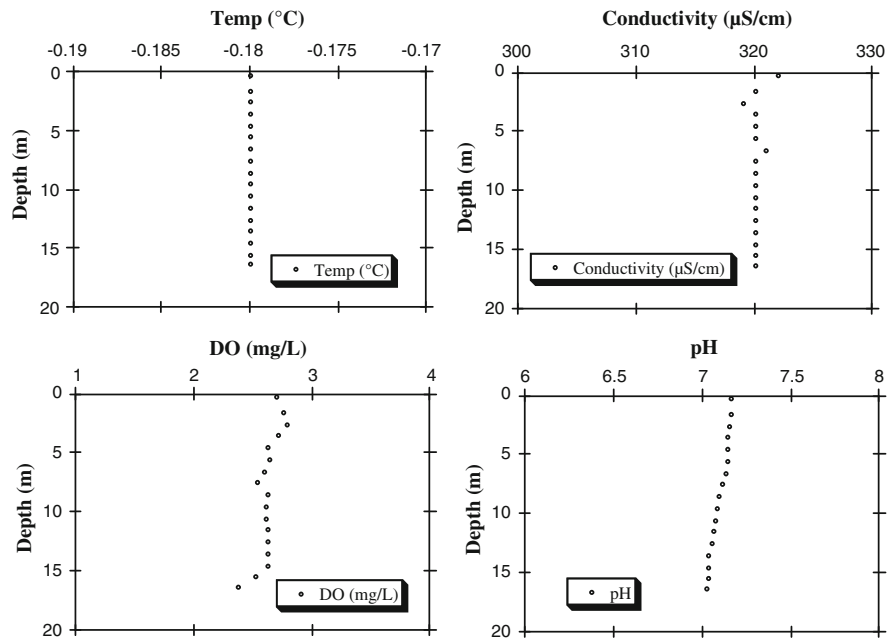 Temp (°C)
-0.19 -0.185 -0.18 -0.175 -0.17
0
5
10
15
20
Depth (m)
Temp (°C)
Conductivity (µS/cm)
300 310 320 330
0
5
10
15
20
Depth (m)
Conductivity (µS/cm)
DO (mg/L)
1 2 3 4
0
5
10
15
20
Depth (m)
DO (mg/L)
pH
6 6.5 7 7.5 8
0
5
10
15
20
Depth (m)
pH